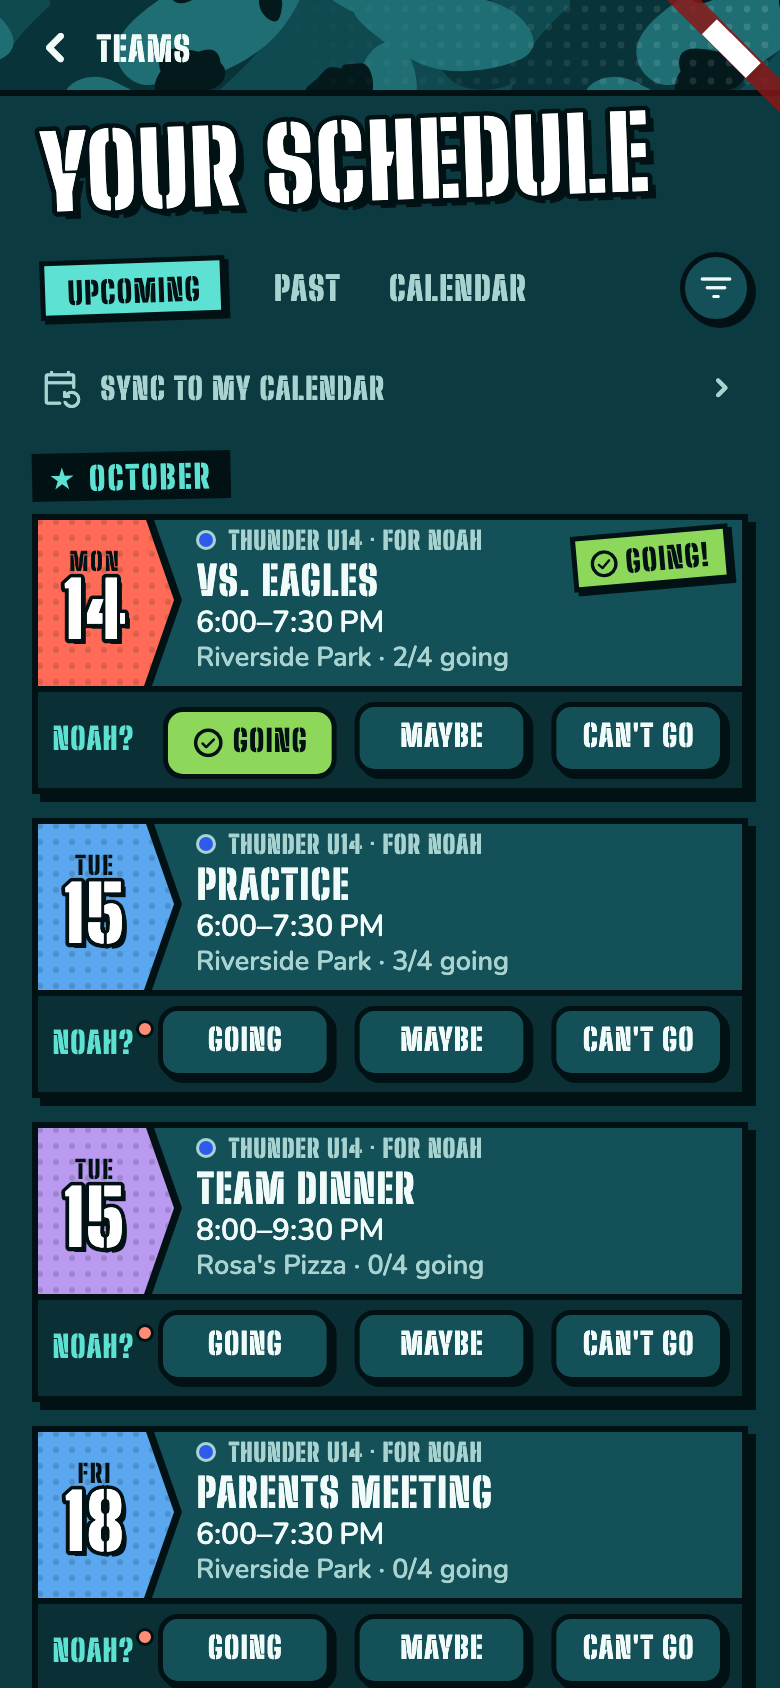 TEAMS
YOUR SCHEDULE
UPCOMING PAST CALENDAR
SYNC TO MY CALENDAR
★ OCTOBER
MON
14
THUNDER U14 · FOR NOAH
VS. EAGLES
6:00–7:30 PM
Riverside Park · 2/4 going
GOING!
NOAH? GOING MAYBE CAN'T GO
TUE
15
THUNDER U14 · FOR NOAH
PRACTICE
6:00–7:30 PM
Riverside Park · 3/4 going
NOAH? GOING MAYBE CAN'T GO
TUE
15
THUNDER U14 · FOR NOAH
TEAM DINNER
8:00–9:30 PM
Rosa's Pizza · 0/4 going
NOAH? GOING MAYBE CAN'T GO
FRI
18
THUNDER U14 · FOR NOAH
PARENTS MEETING
6:00–7:30 PM
Riverside Park · 0/4 going
NOAH? GOING MAYBE CAN'T GO